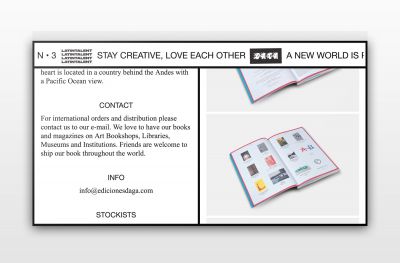 N • 3 LATINTALENT STAY CREATIVE, LOVE EACH OTHER DAGA A NEW WORLD IS
LATINTALENT
LATINTALENT
LATINTALENT
heart is located in a country behind the Andes with
a Pacific Ocean view.
CONTACT
For international orders and distribution please
contact us to our e-mail. We love to have our books
and magazines on Art Bookshops, Libraries,
Museums and Institutions. Friends are welcome to
ship our book throughout the world.
INFO
info@edicionesdaga.com
STOCKISTS